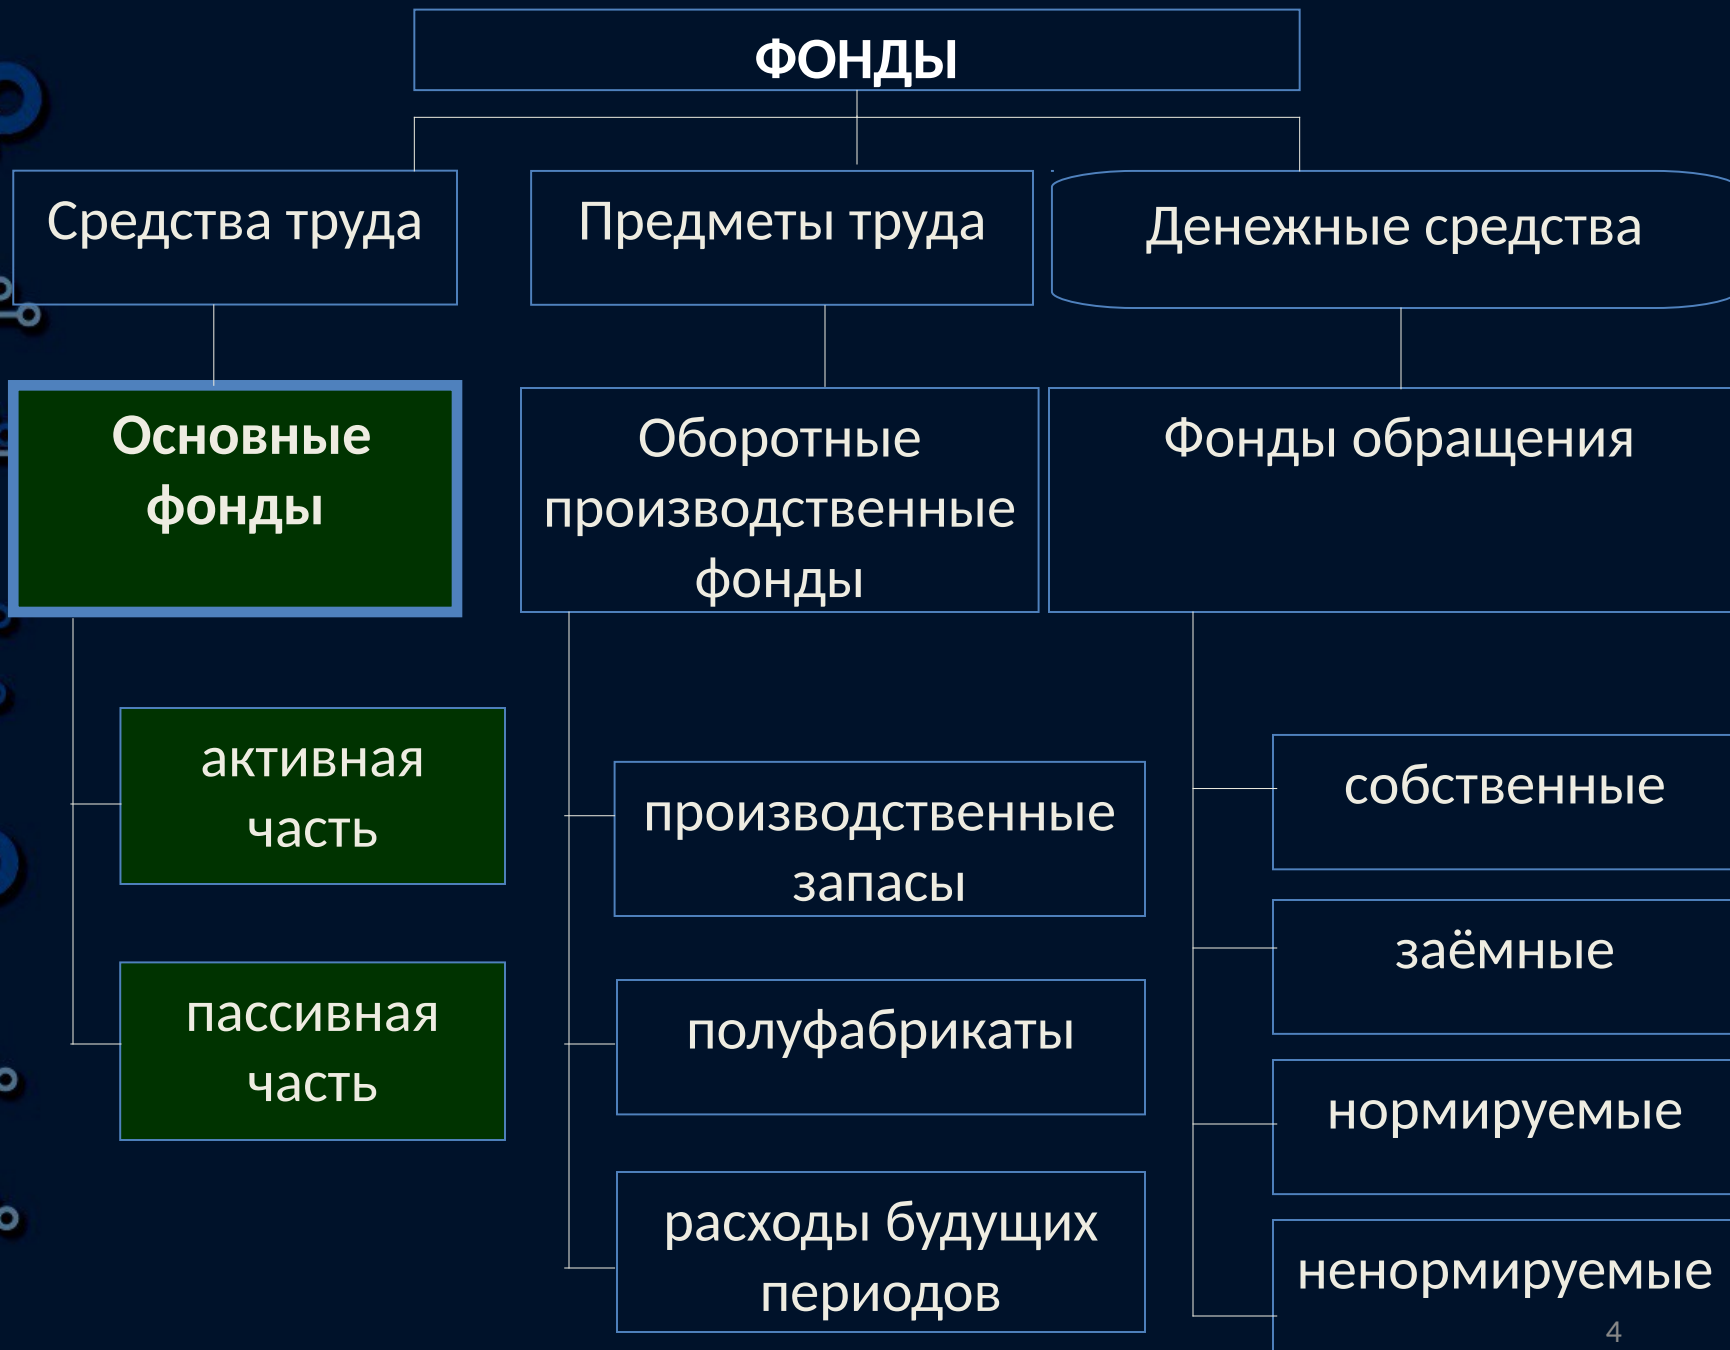 ФОНДЫ
Средства труда
Предметы труда
Денежные средства
Основные
фонды
Оборотные
производственные
фонды
Фонды обращения
активная
часть
пассивная
часть
производственные
запасы
полуфабрикаты
расходы будущих
периодов
собственные
заёмные
нормируемые
ненормируемые
4